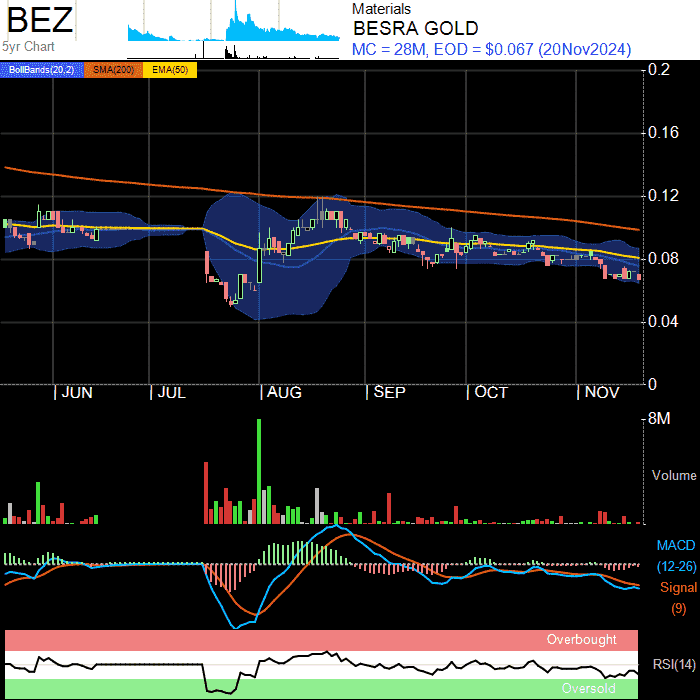 BEZ
5yr Chart
Materials
BESRA GOLD
MC = 28M, EOD = $0.067 (20Nov2024)
BollBands(20,2) SMA(200) EMA(50)
0.2
0.16
0.12
0.08
0.04
0
JUN JUL AUG SEP OCT NOV
8M
Volume
MACD
(12-26)
Signal
(9)
Overbought
RSI(14)
Oversold